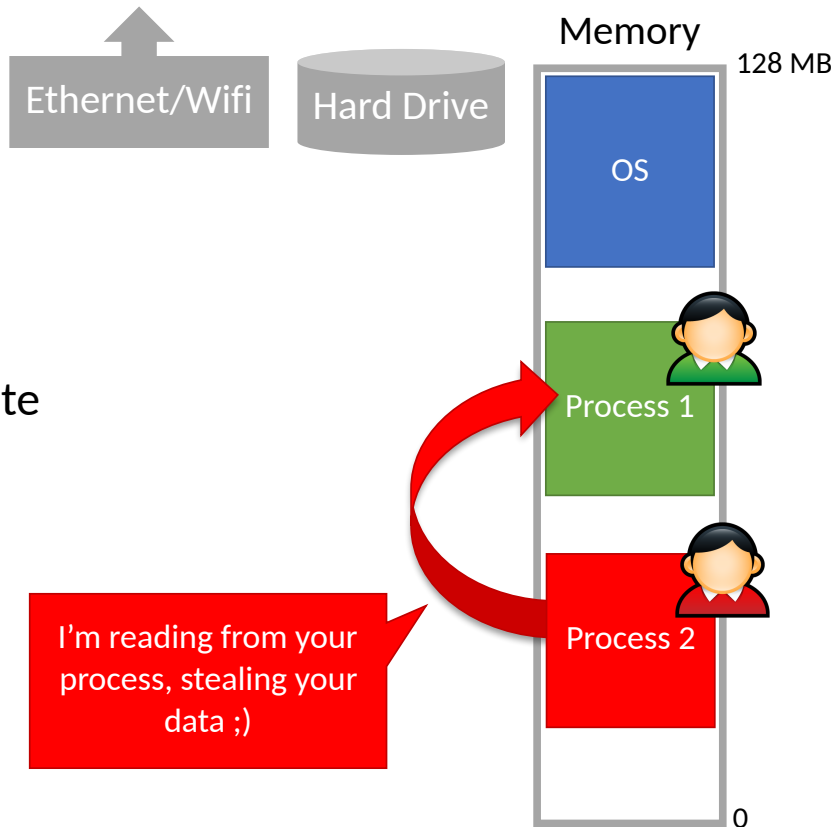 Memory
128 MB
Ethernet/Wifi
Hard Drive
OS
te
Process 1
I’m reading from your
process, stealing your
data ;)
Process 2
0